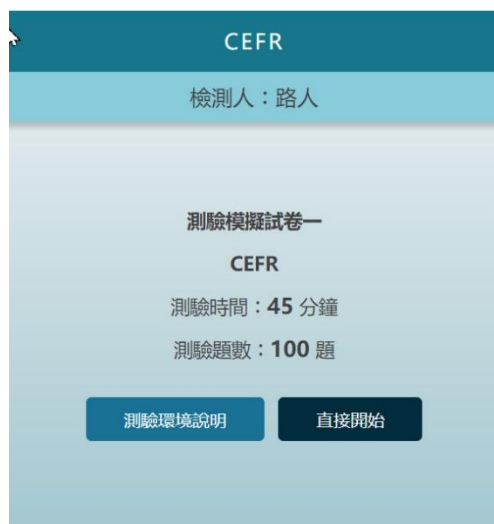 CEFR
檢測人：路人
測驗模擬試卷一
CEFR
測驗時間：45 分鐘
測驗題數：100 題
測驗環境說明
直接開始